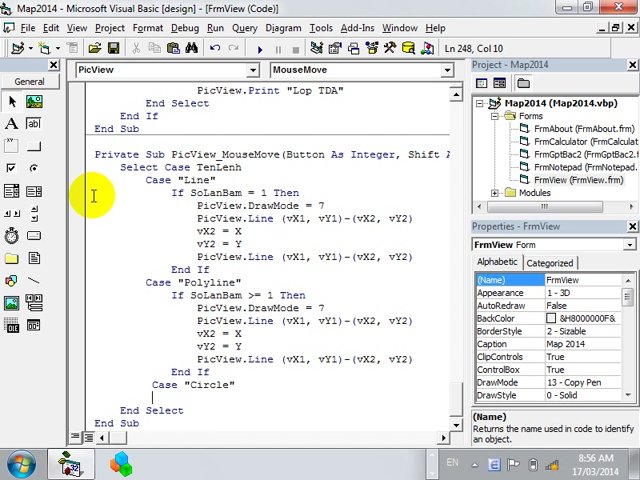 Map2014 - Microsoft Visual Basic [design] - [FrmView (Code)]
File Edit View Project Format Debug Run Query Diagram Tools Add-Ins Window Help
Ln 248, Col 10
General
PicView MouseMove
PicView.Print "Lop TDA"
End Select
End If
End Sub
Private Sub PicView_MouseMove(Button As Integer, Shift A
Select Case TenLenh
Case "Line"
If SoLanBam = 1 Then
PicView.DrawMode = 7
PicView.Line (vX1, vY1)-(vX2, vY2)
vX2 = X
vY2 = Y
PicView.Line (vX1, vY1)-(vX2, vY2)
End If
Case "Polyline"
If SoLanBam >= 1 Then
PicView.DrawMode = 7
PicView.Line (vX1, vY1)-(vX2, vY2)
vX2 = X
vY2 = Y
PicView.Line (vX1, vY1)-(vX2, vY2)
End If
Case "Circle"
End Select
End Sub
Project - Map2014
Map2014 (Map2014.vbp)
Forms
FrmAbout (FrmAbout.frm)
FrmCalculator (FrmCalculator
FrmGptBac2 (FrmGptBac2.frm)
FrmNotepad (FrmNotepad.
FrmView (FrmView.frm)
Modules
Properties - FrmView
FrmView Form
Alphabetic Categorized
(Name) FrmView
Appearance 1 - 3D
AutoRedraw False
BackColor &H8000000F&
BorderStyle 2 - Sizable
Caption Map 2014
ClipControls True
ControlBox True
DrawMode 13 - Copy Pen
DrawStyle 0 - Solid
(Name)
Returns the name used in code to identify
an object.
EN
8:56 AM
17/03/2014